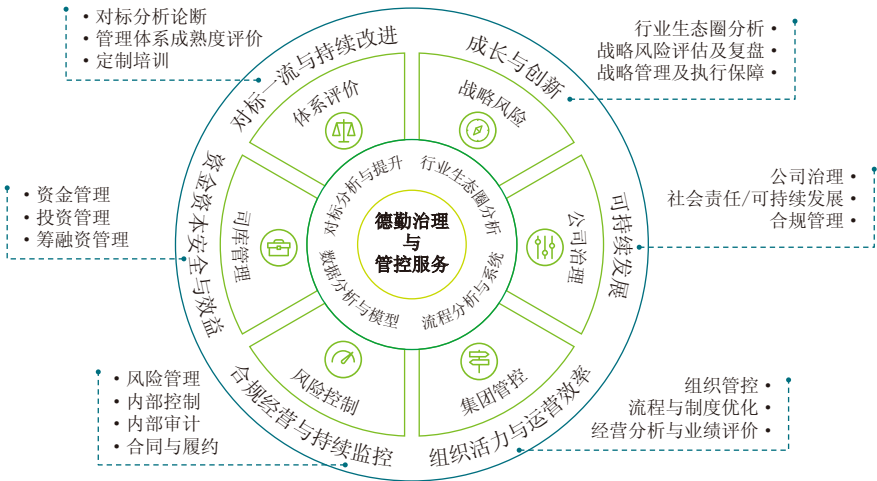 • 对标分析论断
• 管理体系成熟度评价
• 定制培训
行业生态圈分析 •
战略风险评估及复盘 •
战略管理及执行保障 •
对标一流与持续改进
成长与创新
体系评价
战略风险
对标分析与提升
行业生态圈分析
• 资金管理
• 投资管理
• 筹融资管理
资金资本安全与效益
司库管理
德勤治理
与
管控服务
公司治理
可持续发展
公司治理 •
社会责任/可持续发展 •
合规管理 •
数据分析与模型
流程分析与系统
风险控制
集团管控
合规经营与持续监控
组织活力与运营效率
• 风险管理
• 内部控制
• 内部审计
• 合同与履约
组织管控 •
流程与制度优化 •
经营分析与业绩评价 •